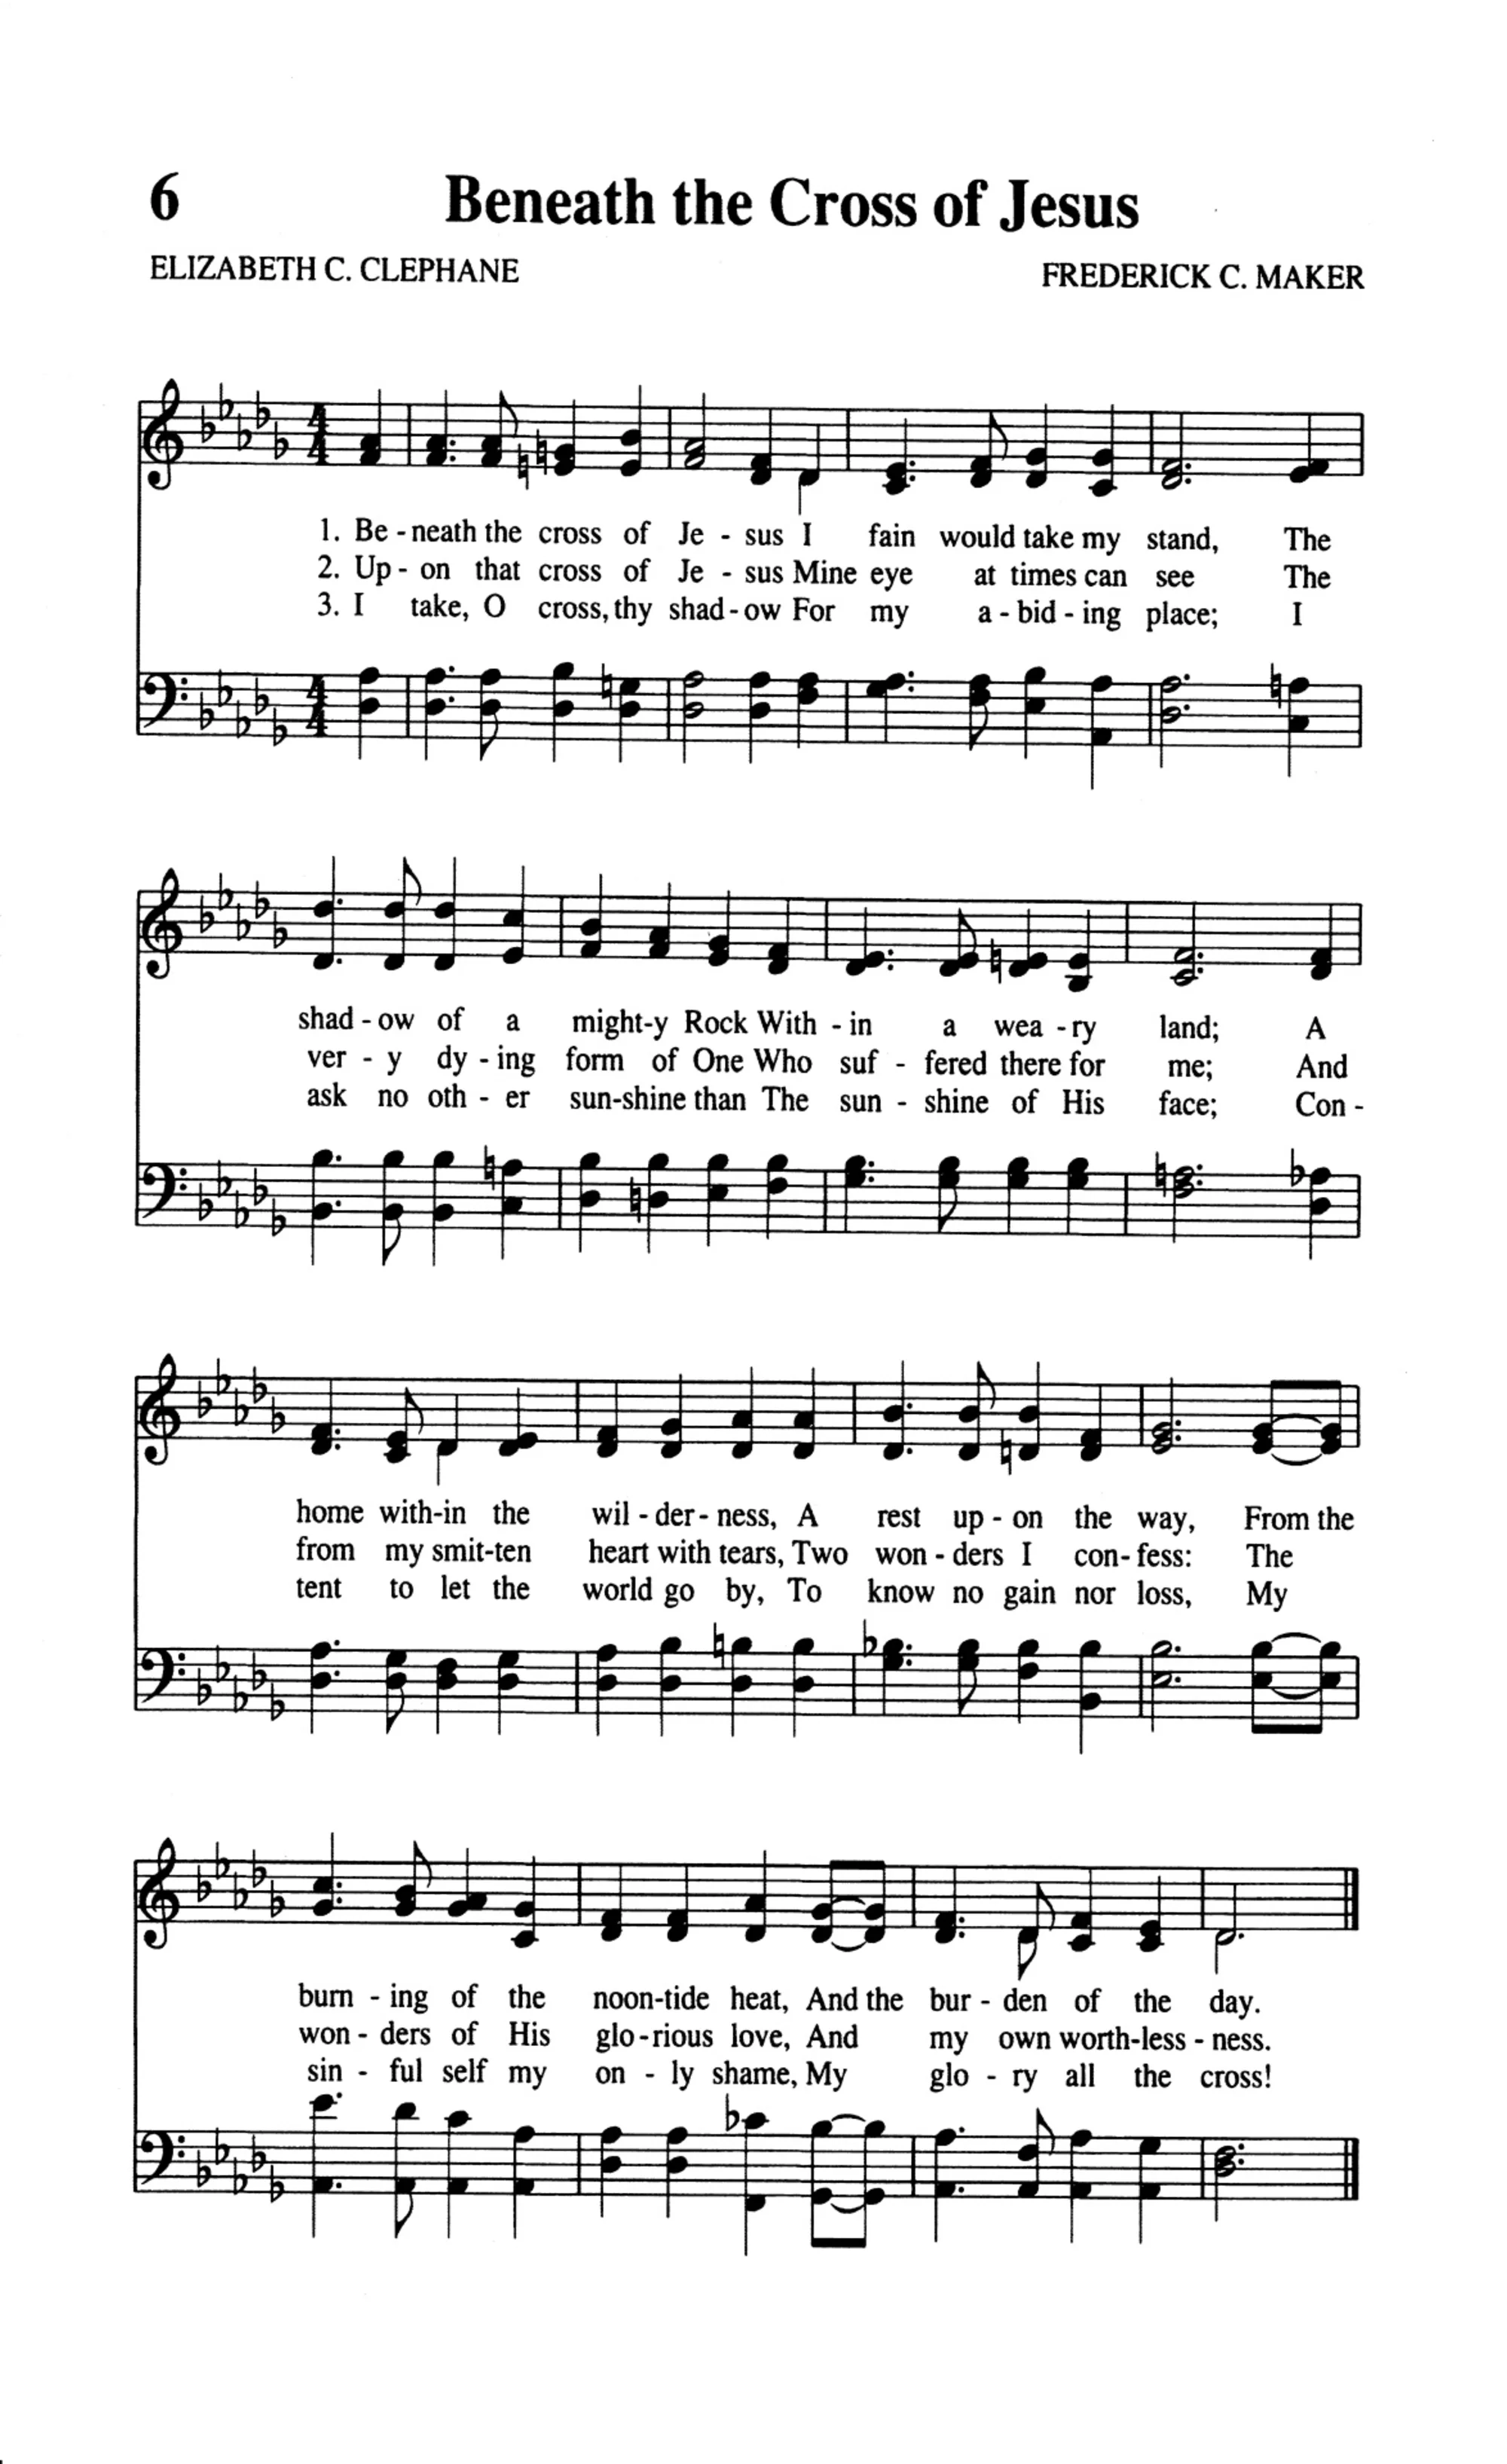 6 Beneath the Cross of Jesus
ELIZABETH C. CLEPHANE FREDERICK C. MAKER
1. Be - neath the cross of Je - sus I fain would take my stand, The
2. Up - on that cross of Je - sus Mine eye at times can see The
3. I take, O cross, thy shad - ow For my a - bid - ing place; I
shad - ow of a might-y Rock With - in a wea - ry land; A
ver - y dy - ing form of One Who suf - fered there for me; And
ask no oth - er sun-shine than The sun - shine of His face; Con -
home with-in the wil - der - ness, A rest up - on the way, From the
from my smit-ten heart with tears, Two won - ders I con- fess: The
tent to let the world go by, To know no gain nor loss, My
burn - ing of the noon-tide heat, And the bur - den of the day.
won - ders of His glo - rious love, And my own worth-less - ness.
sin - ful self my on - ly shame, My glo - ry all the cross!